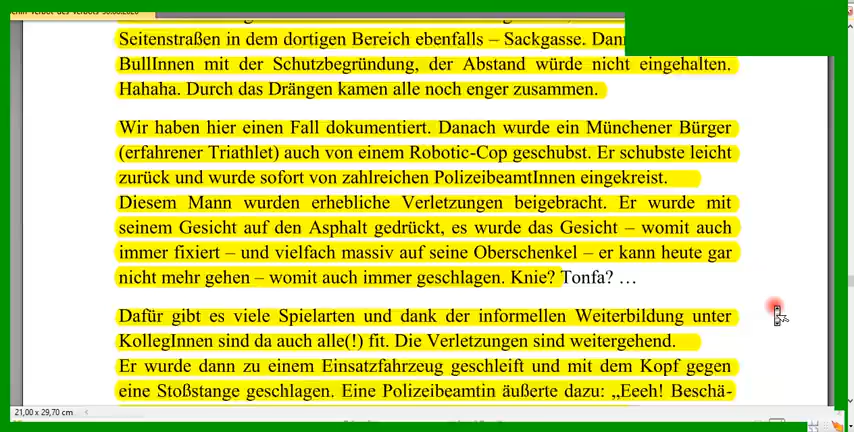 Seitenstraßen in dem dortigen Bereich ebenfalls – Sackgasse.
BullInnen mit der Schutzbegründung, der Abstand würde nicht eingehalten.
Hahaha. Durch das Drängen kamen alle noch enger zusammen.
Wir haben hier einen Fall dokumentiert. Danach wurde ein Münchener Bürger
(erfahrener Triathlet) auch von einem Robotic-Cop geschubst. Er schubste leicht
zurück und wurde sofort von zahlreichen PolizeibeamtInnen eingekreist.
Diesem Mann wurden erhebliche Verletzungen beigebracht. Er wurde mit
seinem Gesicht auf den Asphalt gedrückt, es wurde das Gesicht – womit auch
immer fixiert – und vielfach massiv auf seine Oberschenkel – er kann heute gar
nicht mehr gehen – womit auch immer geschlagen. Knie? Tonfa? …
Dafür gibt es viele Spielarten und dank der informellen Weiterbildung unter
KollegInnen sind da auch alle(!) fit. Die Verletzungen sind weitergehend.
Er wurde dann zu einem Einsatzfahrzeug geschleift und mit dem Kopf gegen
eine Stoßstange geschlagen. Eine Polizeibeamtin äußerte dazu: „Eeeh! Beschä-
21,00 x 29,70 cm